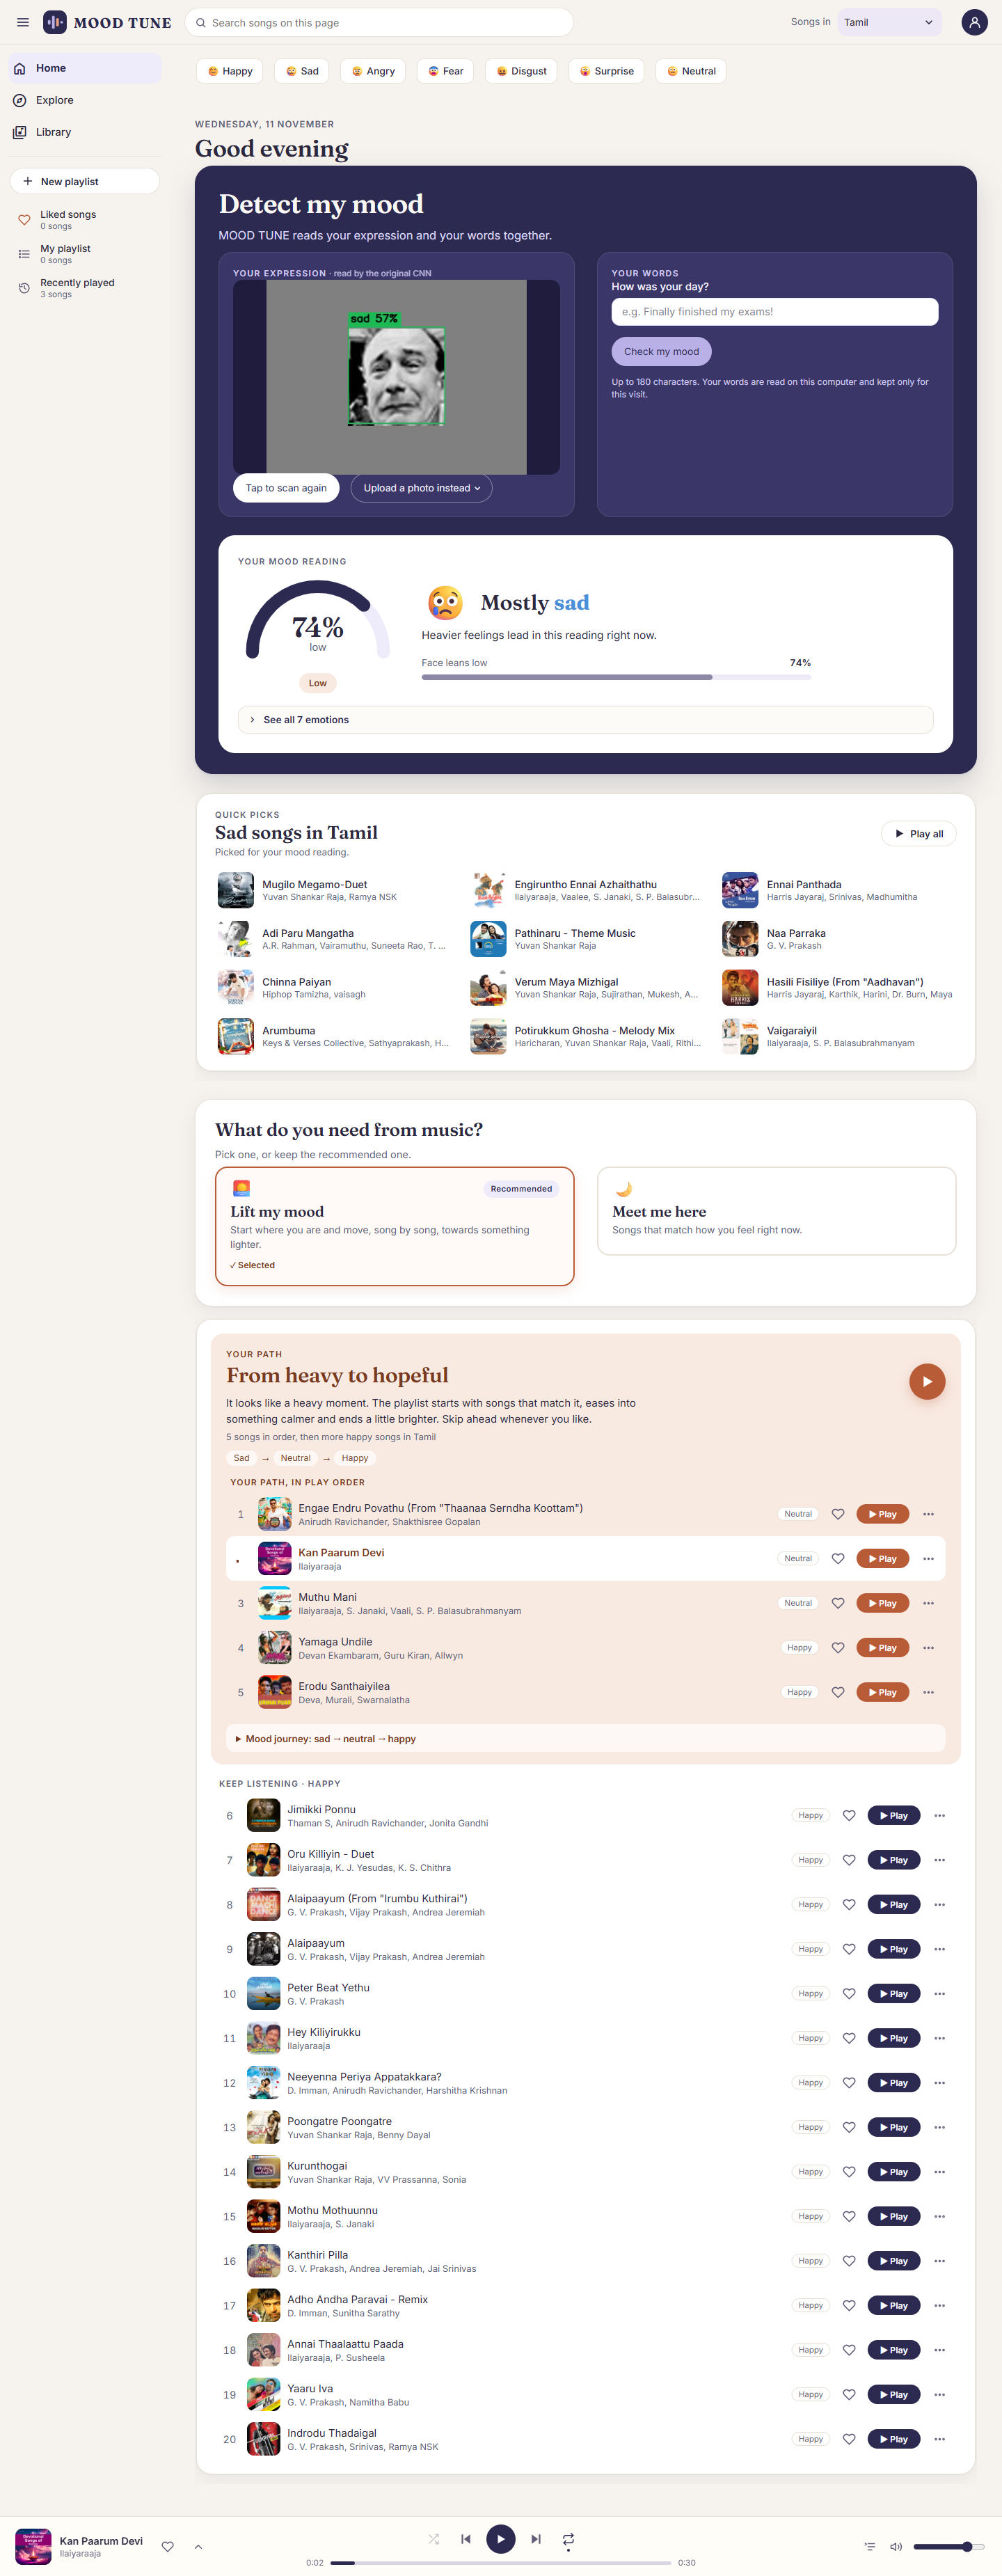 MOOD TUNE
Search songs on this page
Songs in
Tamil
Home
Explore
Library
New playlist
Liked songs
0 songs
My playlist
0 songs
Recently played
3 songs
Happy
Sad
Angry
Fear
Disgust
Surprise
Neutral
WEDNESDAY, 11 NOVEMBER
Good evening
Detect my mood
MOOD TUNE reads your expression and your words together.
YOUR EXPRESSION · read by the original CNN
sad 57%
Tap to scan again
Upload a photo instead
YOUR WORDS
How was your day?
e.g. Finally finished my exams!
Check my mood
Up to 180 characters. Your words are read on this computer and kept only for
this visit.
YOUR MOOD READING
74%
low
Low
Mostly sad
Heavier feelings lead in this reading right now.
Face leans low
74%
See all 7 emotions
QUICK PICKS
Sad songs in Tamil
Picked for your mood reading.
Play all
Mugilo Megamo-Duet
Yuvan Shankar Raja, Ramya NSK
Engiruntho Ennai Azhaithathu
Ilaiyaraaja, Vaalee, S. Janaki, S. P. Balasubr...
Ennai Panthada
Harris Jayaraj, Srinivas, Madhumitha
Adi Paru Mangatha
A.R. Rahman, Vairamuthu, Suneeta Rao, T. ...
Pathinaru - Theme Music
Yuvan Shankar Raja
Naa Parraka
G. V. Prakash
Chinna Paiyan
Hiphop Tamizha, vaisagh
Verum Maya Mizhigal
Yuvan Shankar Raja, Sujirathan, Mukesh, A...
Hasili Fisiliye (From "Aadhavan")
Harris Jayaraj, Karthik, Harini, Dr. Burn, Maya
Arumbuma
Keys & Verses Collective, Sathyaprakash, H...
Potirukkum Ghosha - Melody Mix
Haricharan, Yuvan Shankar Raja, Vaali, Rithi...
Vaigaraiyil
Ilaiyaraaja, S. P. Balasubrahmanyam
What do you need from music?
Pick one, or keep the recommended one.
Recommended
Lift my mood
Start where you are and move, song by song, towards something
lighter.
✓ Selected
Meet me here
Songs that match how you feel right now.
YOUR PATH
From heavy to hopeful
It looks like a heavy moment. The playlist starts with songs that match it, eases into
something calmer and ends a little brighter. Skip ahead whenever you like.
5 songs in order, then more happy songs in Tamil
Sad → Neutral → Happy
YOUR PATH, IN PLAY ORDER
1
Engae Endru Povathu (From "Thaanaa Serndha Koottam")
Anirudh Ravichander, Shakthisree Gopalan
Neutral
Play
Kan Paarum Devi
Ilaiyaraaja
Neutral
Play
3
Muthu Mani
Ilaiyaraaja, S. Janaki, Vaali, S. P. Balasubrahmanyam
Neutral
Play
4
Yamaga Undile
Devan Ekambaram, Guru Kiran, Allwyn
Happy
Play
5
Erodu Santhaiyilea
Deva, Murali, Swarnalatha
Happy
Play
Mood journey: sad → neutral → happy
KEEP LISTENING · HAPPY
6
Jimikki Ponnu
Thaman S, Anirudh Ravichander, Jonita Gandhi
Happy
Play
7
Oru Killiyin - Duet
Ilaiyaraaja, K. J. Yesudas, K. S. Chithra
Happy
Play
8
Alaipaayum (From "Irumbu Kuthirai")
G. V. Prakash, Vijay Prakash, Andrea Jeremiah
Happy
Play
9
Alaipaayum
G. V. Prakash, Vijay Prakash, Andrea Jeremiah
Happy
Play
10
Peter Beat Yethu
G. V. Prakash
Happy
Play
11
Hey Kiliyirukku
Ilaiyaraaja
Happy
Play
12
Neeyenna Periya Appatakkara?
D. Imman, Anirudh Ravichander, Harshitha Krishnan
Happy
Play
13
Poongatre Poongatre
Yuvan Shankar Raja, Benny Dayal
Happy
Play
14
Kurunthogai
Yuvan Shankar Raja, VV Prassanna, Sonia
Happy
Play
15
Mothu Mothuunnu
Ilaiyaraaja, S. Janaki
Happy
Play
16
Kanthiri Pilla
G. V. Prakash, Andrea Jeremiah, Jai Srinivas
Happy
Play
17
Adho Andha Paravai - Remix
D. Imman, Sunitha Sarathy
Happy
Play
18
Annai Thaalaattu Paada
Ilaiyaraaja, P. Susheela
Happy
Play
19
Yaaru Iva
G. V. Prakash, Namitha Babu
Happy
Play
20
Indrodu Thadaigal
G. V. Prakash, Srinivas, Ramya NSK
Happy
Play
Kan Paarum Devi
Ilaiyaraaja
0:02
0:30